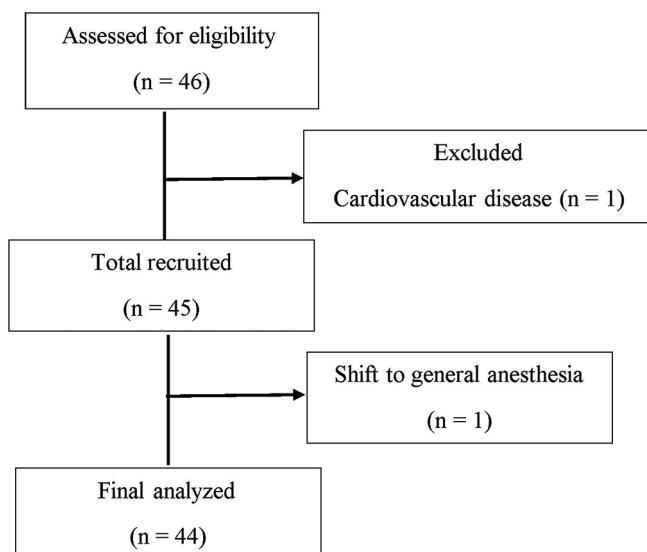 Assessed for eligibility
(n = 46)
Excluded
Cardiovascular disease (n = 1)
Total recruited
(n = 45)
Shift to general anesthesia
(n = 1)
Final analyzed
(n = 44)